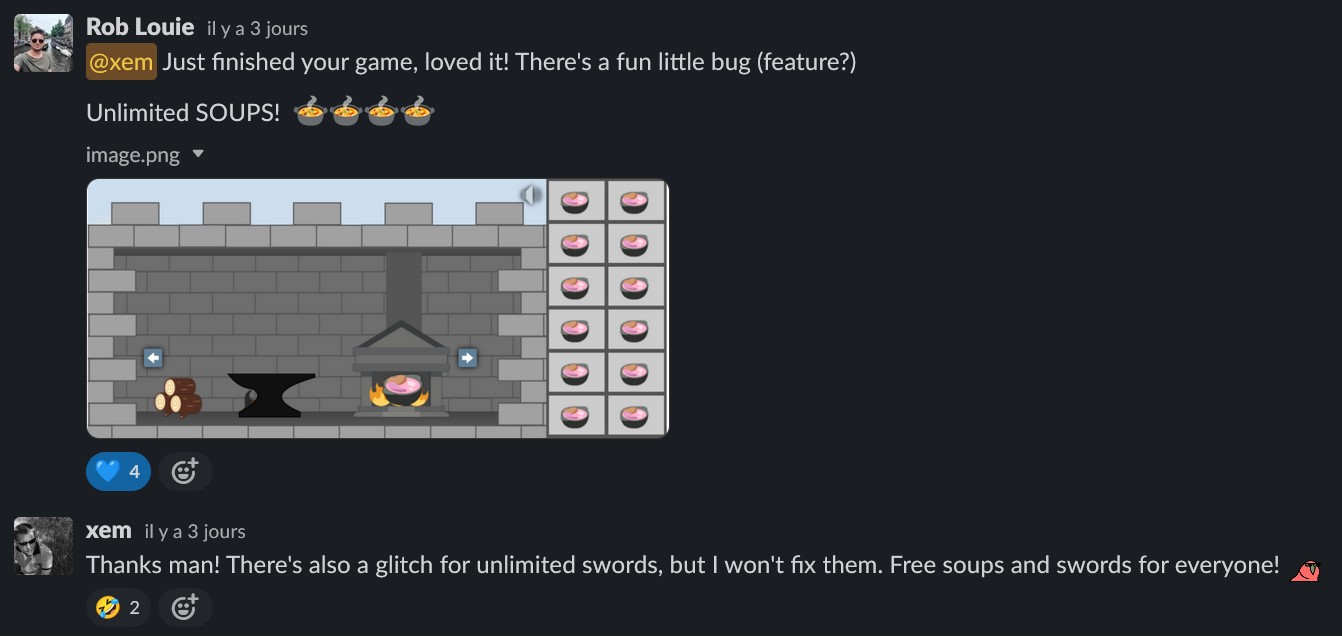 Rob Louie il y a 3 jours
@xem Just finished your game, loved it! There's a fun little bug (feature?)
Unlimited SOUPS! 🍲🍲🍲🍲
image.png
4
xem il y a 3 jours
Thanks man! There's also a glitch for unlimited swords, but I won't fix them. Free soups and swords for everyone!
2